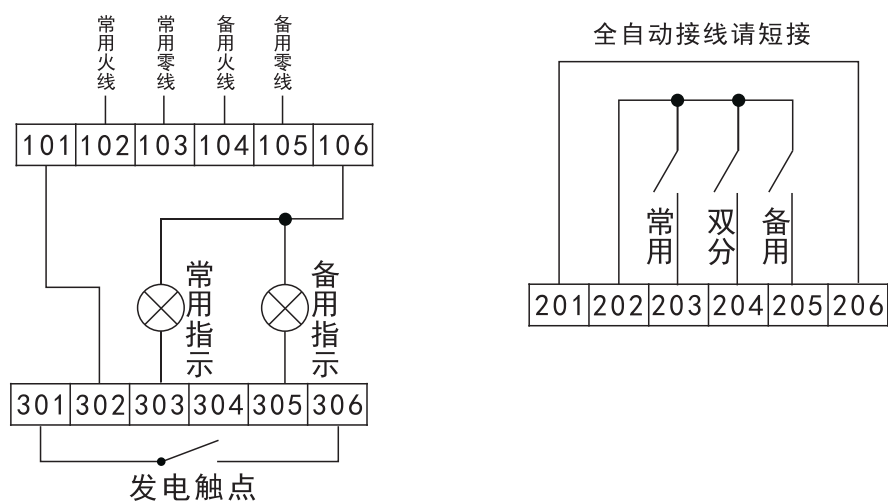 常用火线
常用零线
备用火线
备用零线
101 102 103 104 105 106
常用指示
备用指示
301 302 303 304 305 306
发电触点
全自动接线请短接
常用
双分
备用
201 202 203 204 205 206